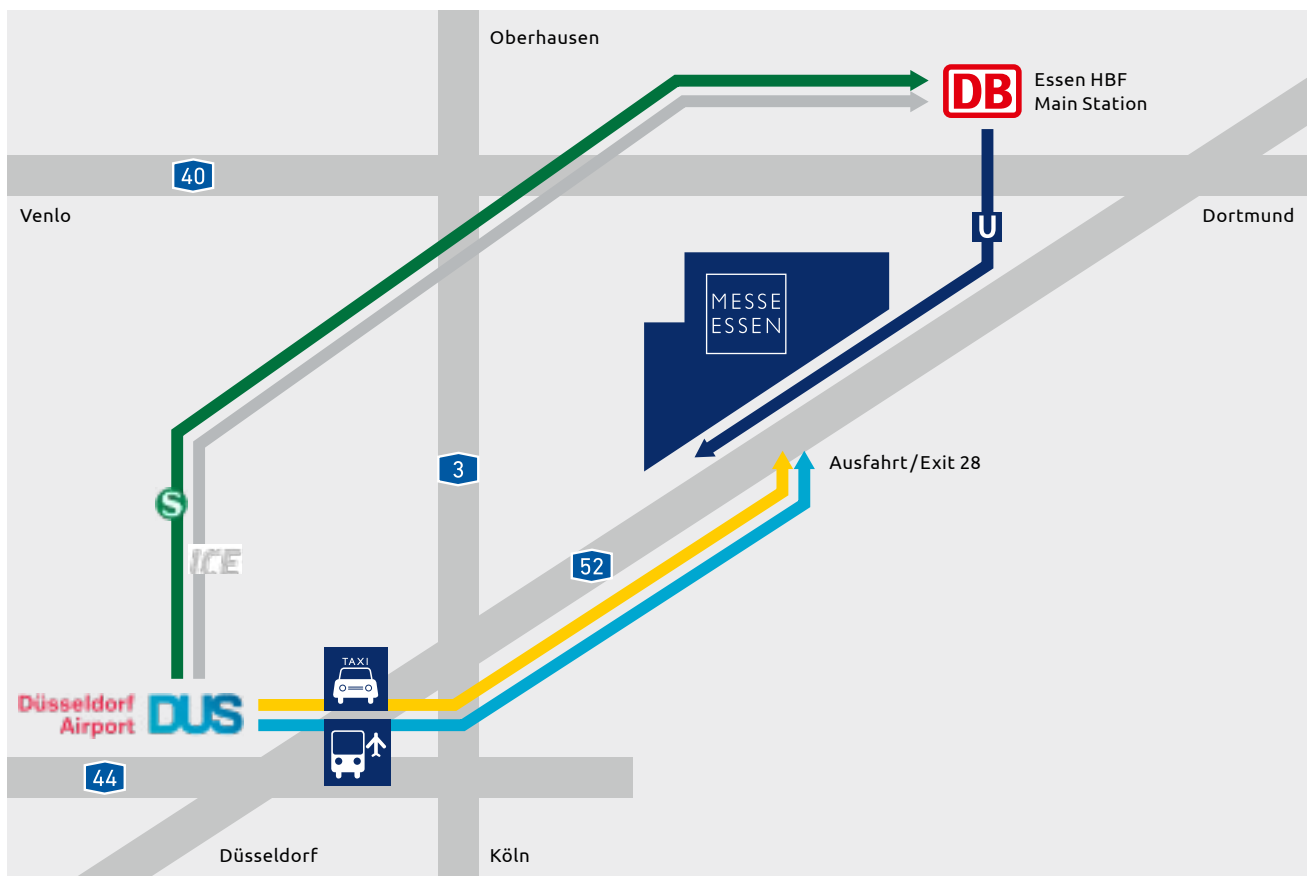 Oberhausen
DB
Essen HBF
Main Station
40
Venlo
Dortmund
U
MESSE
ESSEN
3
Ausfahrt/Exit 28
S
ICE
52
TAXI
Düsseldorf
Airport
DUS
44
Düsseldorf
Köln